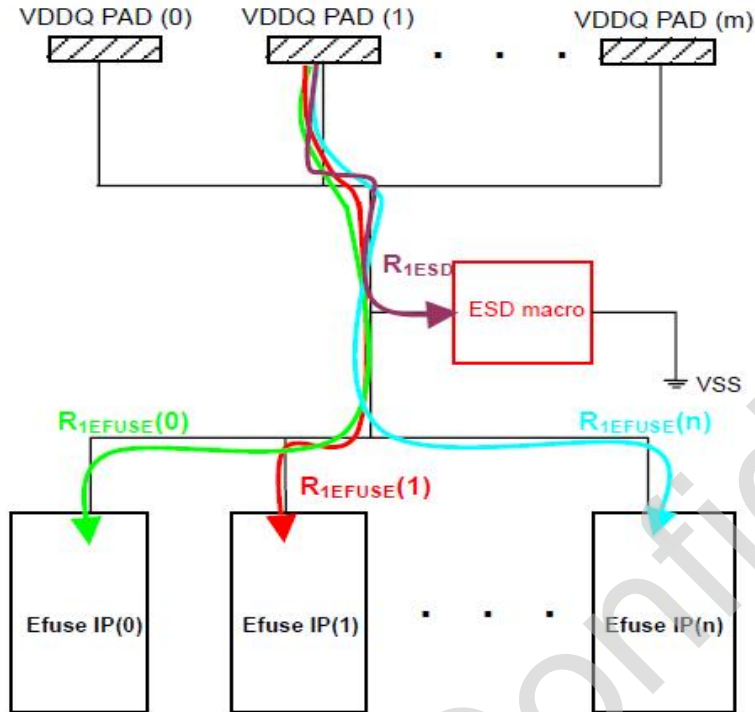 VDDQ PAD (0) VDDQ PAD (1) VDDQ PAD (m)
. . .
R1ESD
ESD macro
VSS
R1EFUSE(0) R1EFUSE(n)
R1EFUSE(1)
Efuse IP(0) Efuse IP(1) . . . Efuse IP(n)